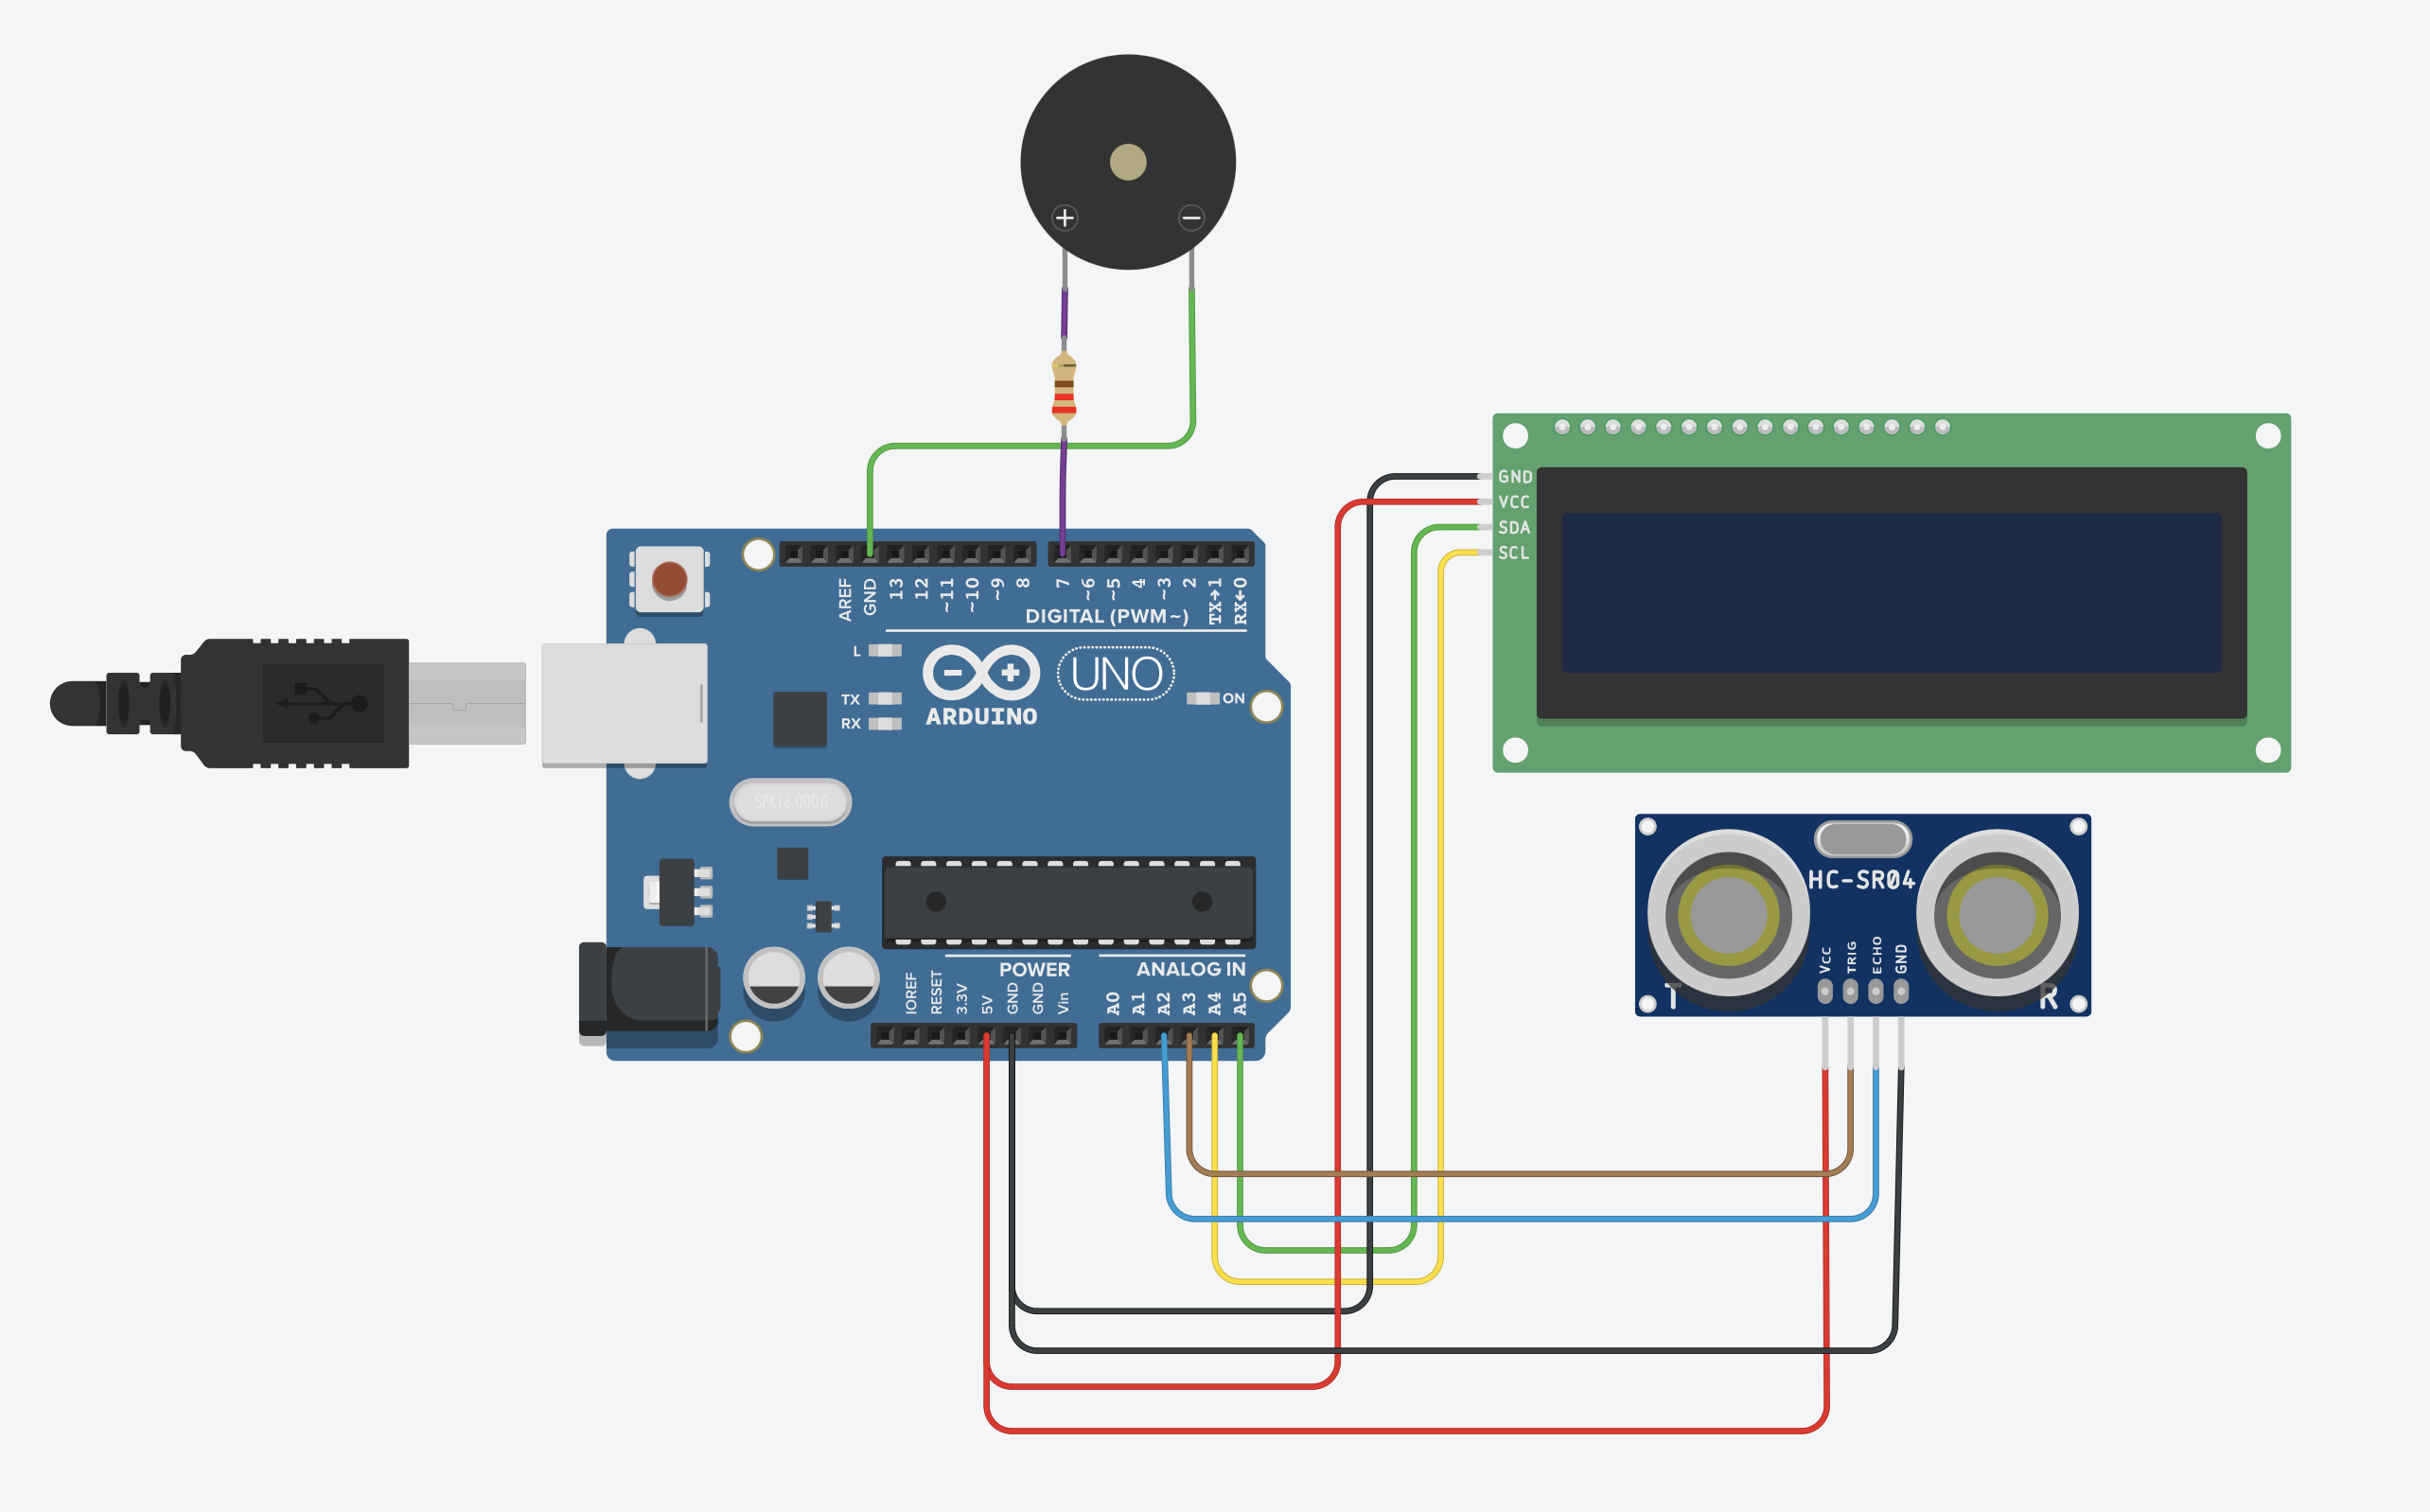 GND
VCC
SDA
SCL
AREF
GND
13
12
~11
~10
~9
8
7
~6
~5
4
~3
2
TX→1
RX←0
DIGITAL (PWM~)
L
TX
RX
ARDUINO
UNO
ON
SPK16.000G
HC-SR04
VCC
TRIG
ECHO
GND
T
R
POWER
ANALOG IN
IOREF
RESET
3.3V
5V
GND
GND
Vin
A0
A1
A2
A3
A4
A5